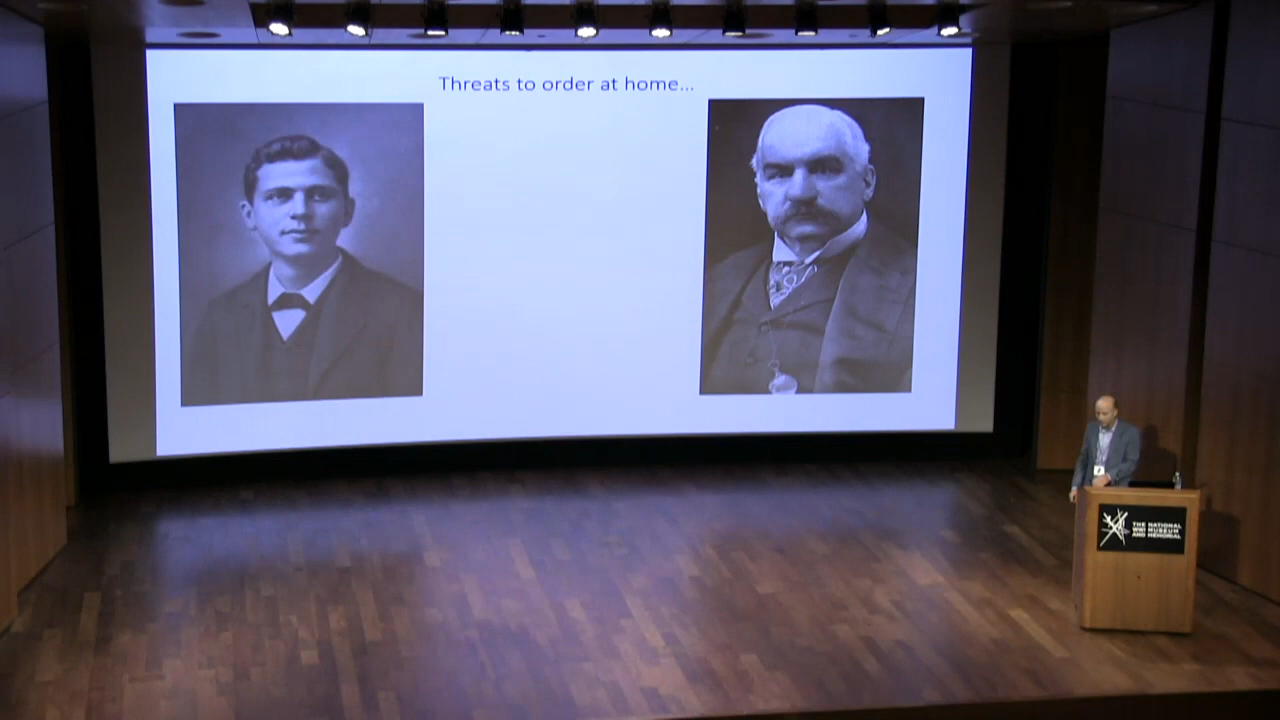 Threats to order at home...
THE NATIONAL
WWI MUSEUM
AND MEMORIAL